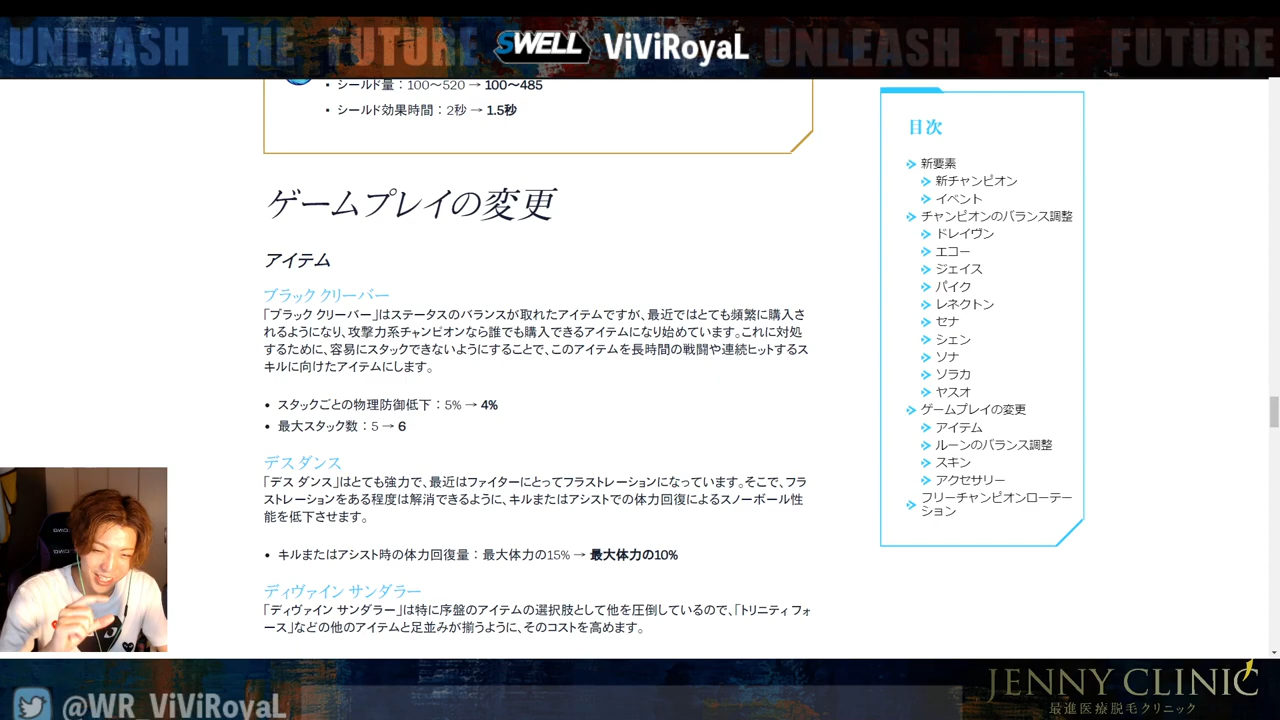 UNLEASH THE FUTURE SWELL ViViRoyaL UNLEASH THE FUTURE
• シールド量：100～520 → 100～485
• シールド効果時間：2秒 → 1.5秒
ゲームプレイの変更
アイテム
ブラック クリーバー
「ブラック クリーバー」はステータスのバランスが取れたアイテムですが、最近ではとても頻繁に購入さ
れるようになり、攻撃力系チャンピオンなら誰でも購入できるアイテムになり始めています。これに対処
するために、容易にスタックできないようにすることで、このアイテムを長時間の戦闘や連続ヒットするス
キルに向けたアイテムにします。
• スタックごとの物理防御低下：5% → 4%
• 最大スタック数：5 → 6
デス ダンス
「デス ダンス」はとても強力で、最近はファイターにとってフラストレーションになっています。そこで、フラ
ストレーションをある程度は解消できるように、キルまたはアシストでの体力回復によるスノーボール性
能を低下させます。
• キルまたはアシスト時の体力回復量：最大体力の15% → 最大体力の10%
ディヴァイン サンダラー
「ディヴァイン サンダラー」は特に序盤のアイテムの選択肢として他を圧倒しているので、「トリニティ フォ
ース」などの他のアイテムと足並みが揃うように、そのコストを高めます。
目次
新要素
新チャンピオン
イベント
チャンピオンのバランス調整
ドレイヴン
エコー
ジェイス
パイク
レネクトン
セナ
シェン
ソナ
ソラカ
ヤスオ
ゲームプレイの変更
アイテム
ルーンのバランス調整
スキン
アクセサリー
フリーチャンピオンローテー
ション
@WR_ViViRoyaL
JENNY CLINIC
最進医療脱毛クリニック